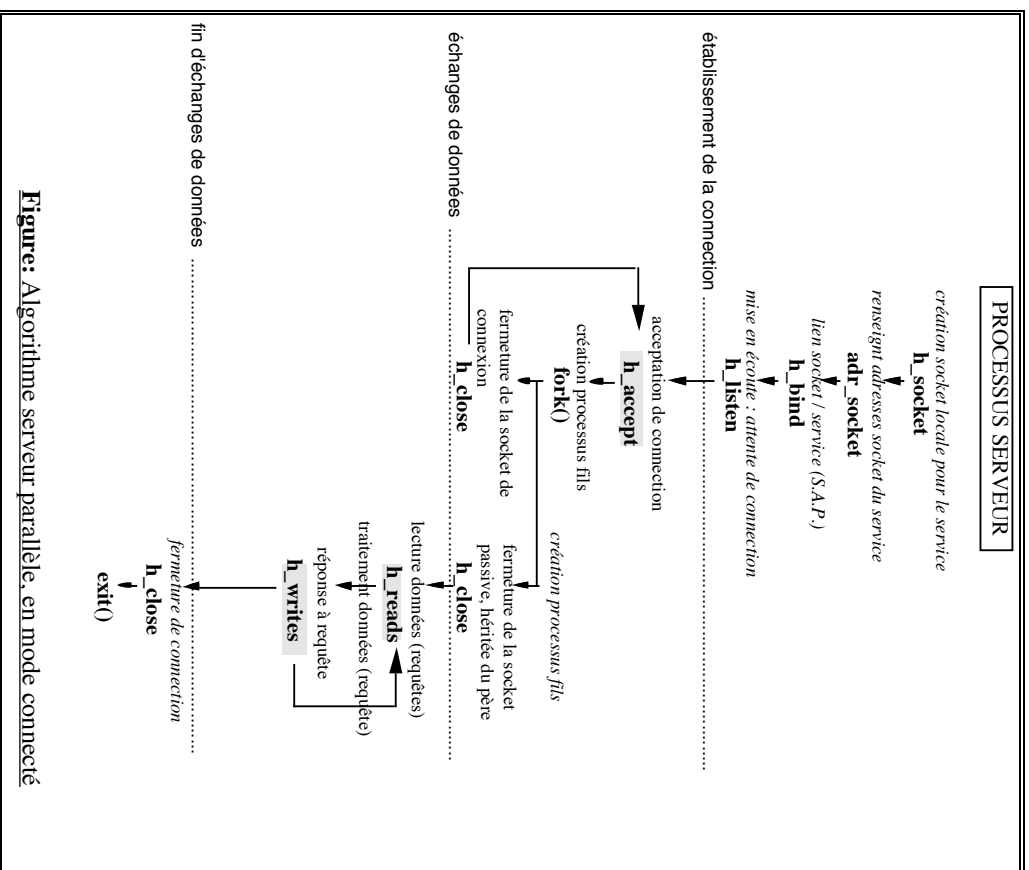 PROCESSUS SERVEUR
création socket locale pour le service
h_socket
renseignt adresses socket du service
adr_socket
lien socket / service (S.A.P.)
h_bind
mise en écoute : attente de connection
h_listen
établissement de la connection
acceptation de connection
h_accept
création processus fils
fork()
création processus fils
fermeture de la socket de
connexion
h_close
fermeture de la socket
passive, héritée du père
h_close
échanges de données
lecture données (requêtes)
h_reads
traitement données (requête)
réponse à requête
h_writes
fin d'échanges de données
fermeture de connection
h_close
exit()
Figure: Algorithme serveur parallèle, en mode connecté